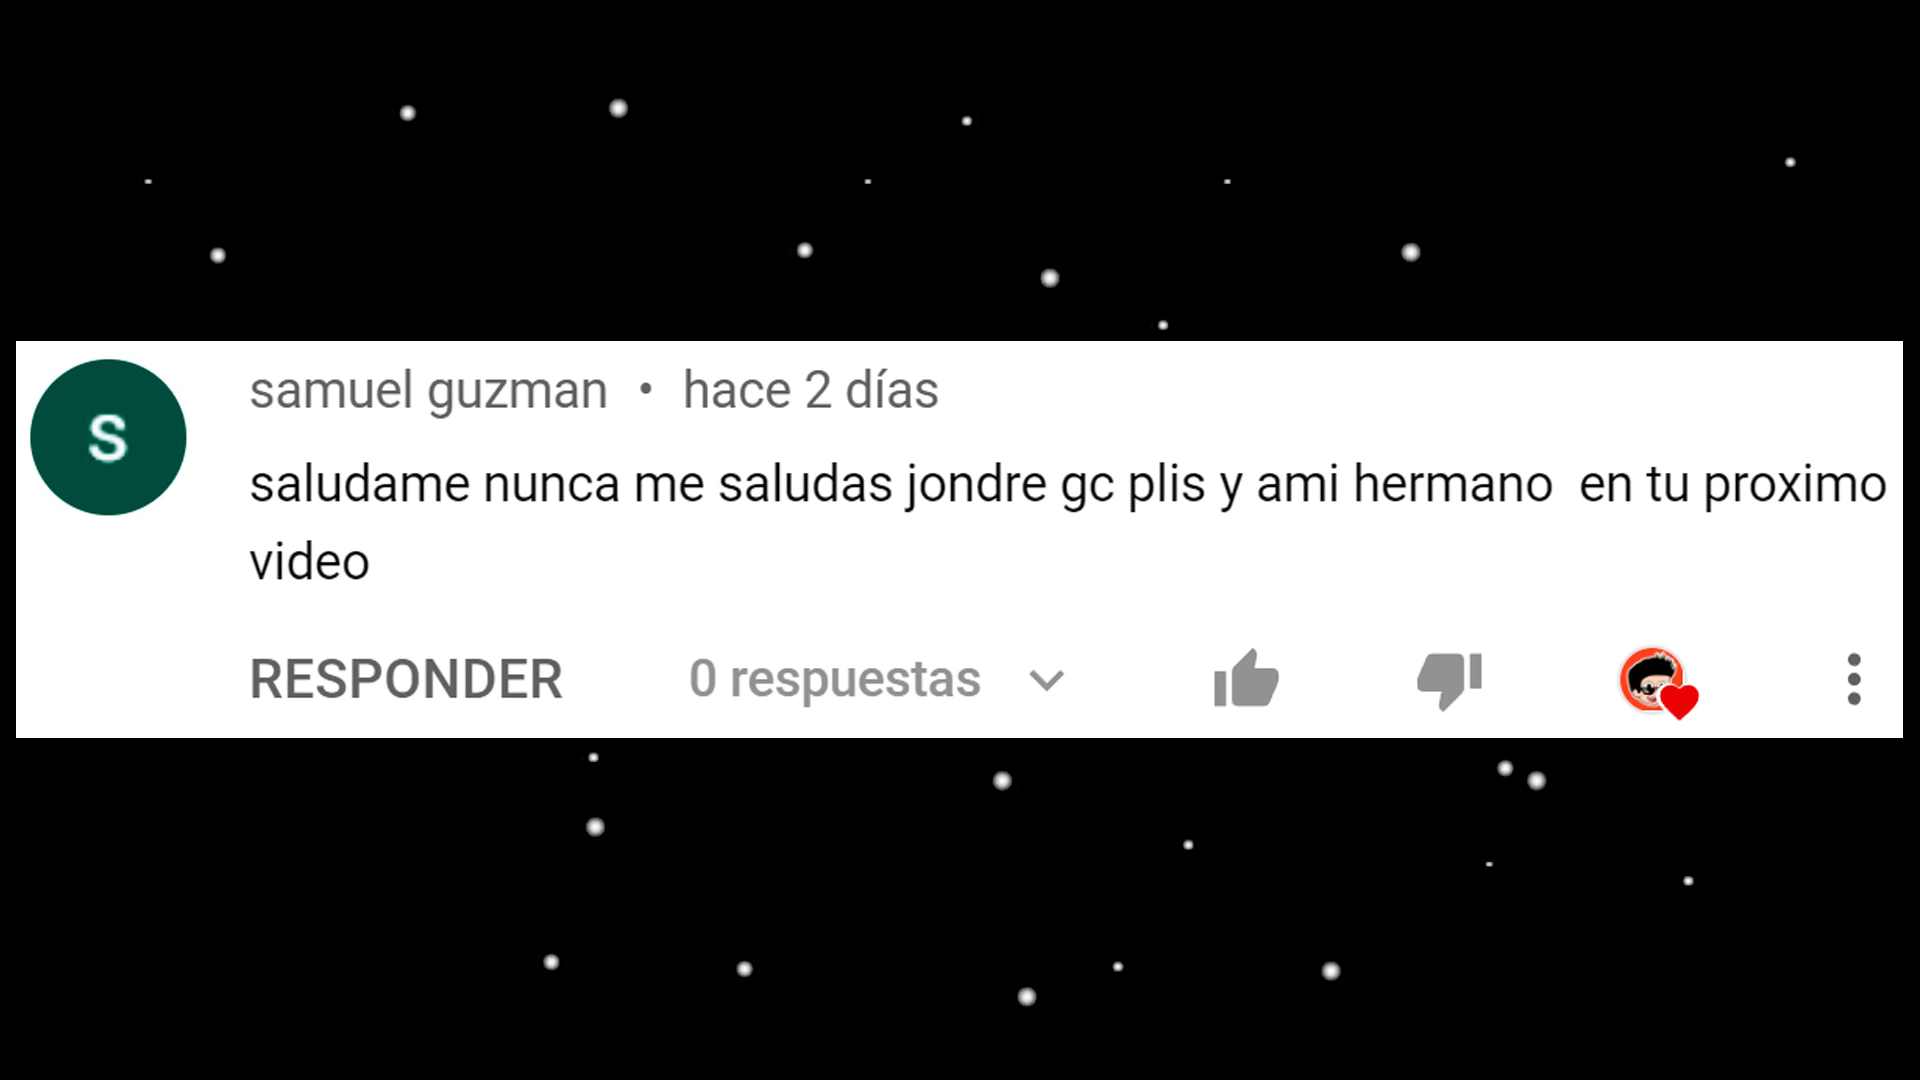 S
samuel guzman • hace 2 días
saludame nunca me saludas jondre gc plis y ami hermano  en tu proximo
video
RESPONDER 0 respuestas